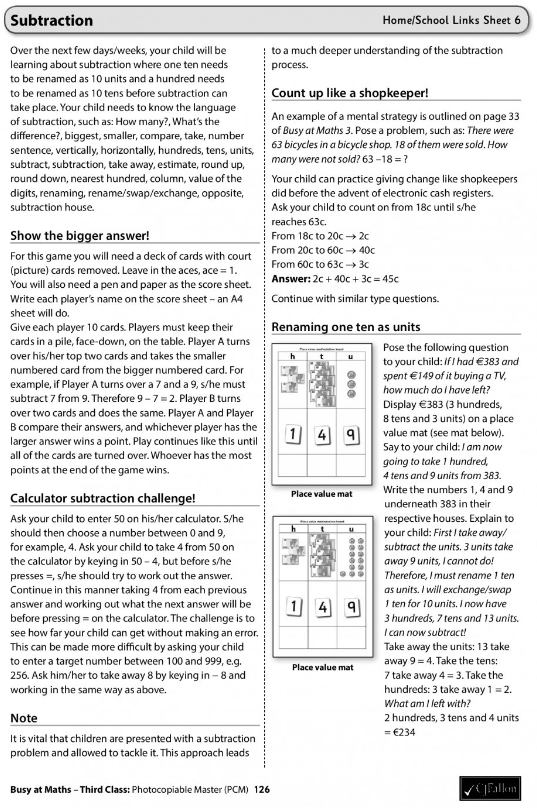 Subtraction
Home/School Links Sheet 6
Over the next few days/weeks, your child will be
learning about subtraction where one ten needs
to be renamed as 10 units and a hundred needs
to be renamed as 10 tens before subtraction can
take place. Your child needs to know the language
of subtraction, such as: How many?, What's the
difference?, biggest, smaller, compare, take, number
sentence, vertically, horizontally, hundreds, tens, units,
subtract, subtraction, take away, estimate, round up,
round down, nearest hundred, column, value of the
digits, renaming, rename/swap/exchange, opposite,
subtraction house.
Show the bigger answer!
For this game you will need a deck of cards with court
(picture) cards removed. Leave in the aces, ace = 1.
You will also need a pen and paper as the score sheet.
Write each player's name on the score sheet – an A4
sheet will do.
Give each player 10 cards. Players must keep their
cards in a pile, face-down, on the table. Player A turns
over his/her top two cards and takes the smaller
numbered card from the bigger numbered card. For
example, if Player A turns over a 7 and a 9, s/he must
subtract 7 from 9. Therefore 9 – 7 = 2. Player B turns
over two cards and does the same. Player A and Player
B compare their answers, and whichever player has the
larger answer wins a point. Play continues like this until
all of the cards are turned over. Whoever has the most
points at the end of the game wins.
Calculator subtraction challenge!
Ask your child to enter 50 on his/her calculator. S/he
should then choose a number between 0 and 9,
for example, 4. Ask your child to take 4 from 50 on
the calculator by keying in 50 – 4, but before s/he
presses =, s/he should try to work out the answer.
Continue in this manner taking 4 from each previous
answer and working out what the next answer will be
before pressing = on the calculator. The challenge is to
see how far your child can get without making an error.
This can be made more difficult by asking your child
to enter a target number between 100 and 999, e.g.
256. Ask him/her to take away 8 by keying in – 8 and
working in the same way as above.
Note
It is vital that children are presented with a subtraction
problem and allowed to tackle it. This approach leads
to a much deeper understanding of the subtraction
process.
Count up like a shopkeeper!
An example of a mental strategy is outlined on page 33
of Busy at Maths 3. Pose a problem, such as: There were
63 bicycles in a bicycle shop. 18 of them were sold. How
many were not sold? 63 –18 = ?
Your child can practice giving change like shopkeepers
did before the advent of electronic cash registers.
Ask your child to count on from 18c until s/he
reaches 63c.
From 18c to 20c → 2c
From 20c to 60c → 40c
From 60c to 63c → 3c
Answer: 2c + 40c + 3c = 45c
Continue with similar type questions.
Renaming one ten as units
h t u
1 4 9
Place value mat
h t u
1 4 9
Place value mat
Pose the following question
to your child: If I had €383 and
spent €149 of it buying a TV,
how much do I have left?
Display €383 (3 hundreds,
8 tens and 3 units) on a place
value mat (see mat below).
Say to your child: I am now
going to take 1 hundred,
4 tens and 9 units from 383.
Write the numbers 1, 4 and 9
underneath 383 in their
respective houses. Explain to
your child: First I take away/
subtract the units. 3 units take
away 9 units, I cannot do!
Therefore, I must rename 1 ten
as units. I will exchange/swap
1 ten for 10 units. I now have
3 hundreds, 7 tens and 13 units.
I can now subtract!
Take away the units: 13 take
away 9 = 4. Take the tens:
7 take away 4 = 3. Take the
hundreds: 3 take away 1 = 2.
What am I left with?
2 hundreds, 3 tens and 4 units
= €234
Busy at Maths – Third Class: Photocopiable Master (PCM) 126
CJ Fallon